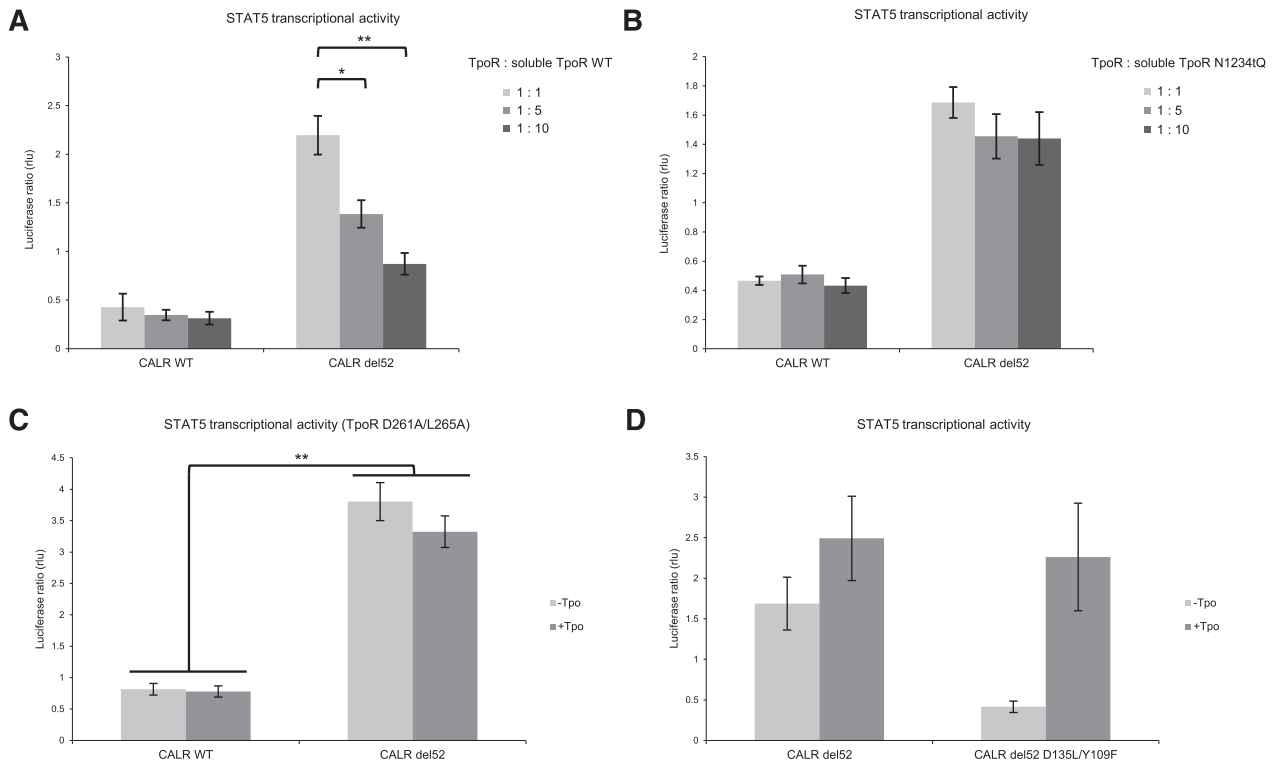 A
STAT5 transcriptional activity
**
*
3
2.5
2
1.5
1
0.5
0
Luciferase ratio (rlu)
CALR WT
CALR del52
TpoR : soluble TpoR WT
1 : 1
1 : 5
1 : 10
B
STAT5 transcriptional activity
2
1.8
1.6
1.4
1.2
1
0.8
0.6
0.4
0.2
0
Luciferase ratio (rlu)
CALR WT
CALR del52
TpoR : soluble TpoR N1234tQ
1 : 1
1 : 5
1 : 10
C
STAT5 transcriptional activity (TpoR D261A/L265A)
**
4.5
4
3.5
3
2.5
2
1.5
1
0.5
0
Luciferase ratio (rlu)
CALR WT
CALR del52
-Tpo
+Tpo
D
STAT5 transcriptional activity
3.5
3
2.5
2
1.5
1
0.5
0
Luciferase ratio (rlu)
CALR del52
CALR del52 D135L/Y109F
-Tpo
+Tpo